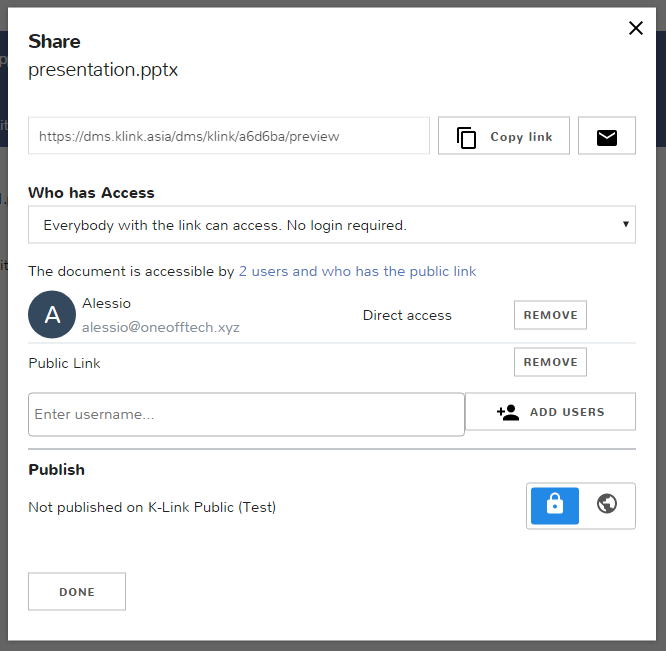 Share
presentation.pptx
https://dms.klink.asia/dms/klink/a6d6ba/preview
Copy link
Who has Access
Everybody with the link can access. No login required.
The document is accessible by 2 users and who has the public link
A
Alessio
alessio@oneofftech.xyz
Direct access
REMOVE
Public Link
REMOVE
Enter username...
ADD USERS
Publish
Not published on K-Link Public (Test)
DONE